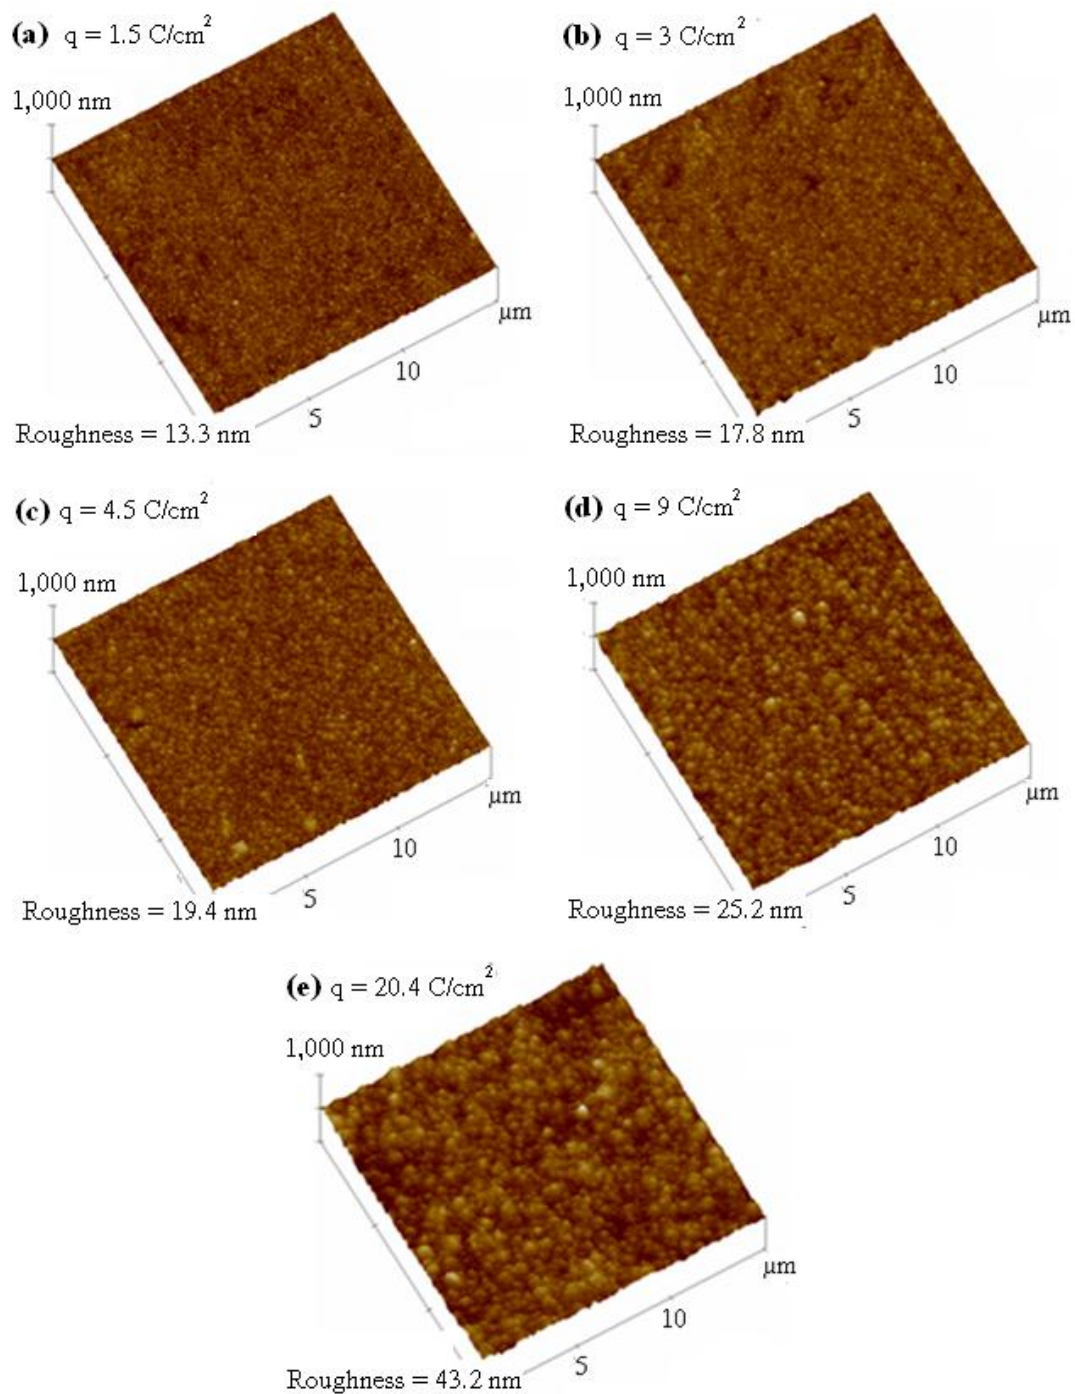 (a) q = 1.5 C/cm²
1,000 nm
μm
10
5
Roughness = 13.3 nm
(b) q = 3 C/cm²
1,000 nm
μm
10
5
Roughness = 17.8 nm
(c) q = 4.5 C/cm²
1,000 nm
μm
10
5
Roughness = 19.4 nm
(d) q = 9 C/cm²
1,000 nm
μm
10
5
Roughness = 25.2 nm
(e) q = 20.4 C/cm²
1,000 nm
μm
10
5
Roughness = 43.2 nm